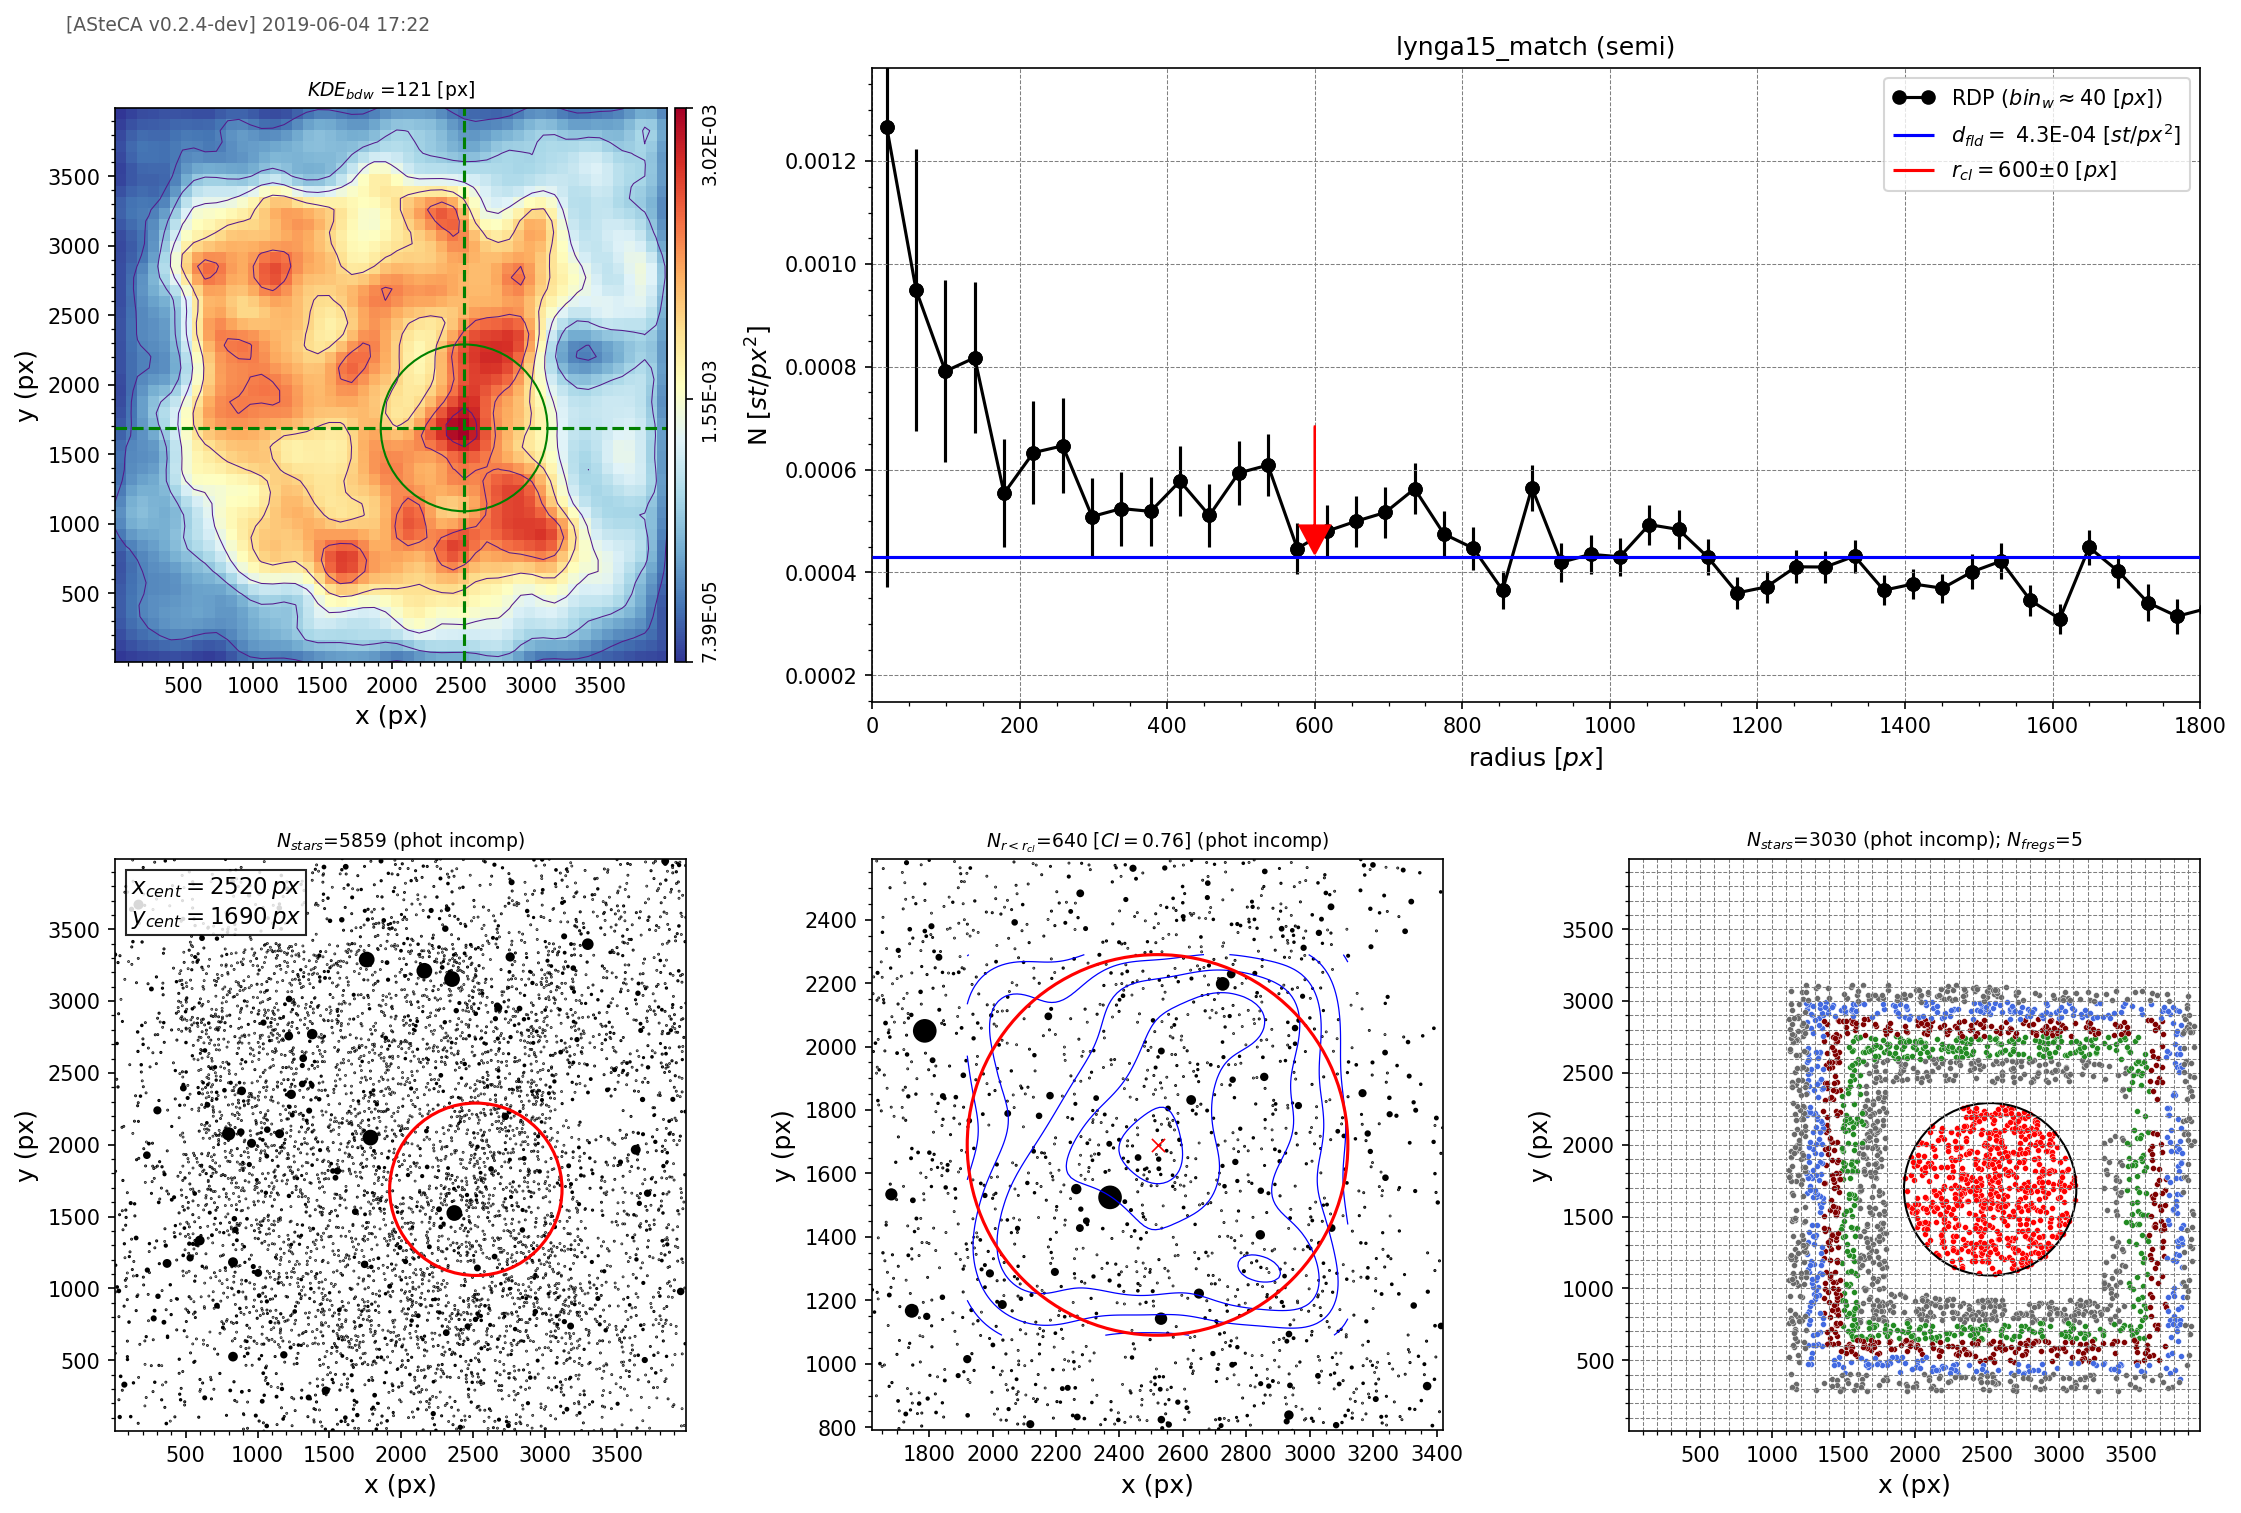 [ASteCA v0.2.4-dev] 2019-06-04 17:22
KDE_bdw =121 [px]
3500
3000
2500
2000
1500
1000
500
y (px)
500 1000 1500 2000 2500 3000 3500
x (px)
3.02E-03
1.55E-03
7.39E-05
lynga15_match (semi)
RDP (bin_w≈40 [px])
d_fld= 4.3E-04 [st/px²]
r_cl=600±0 [px]
0.0012
0.0010
0.0008
0.0006
0.0004
0.0002
N [st/px²]
0 200 400 600 800 1000 1200 1400 1600 1800
radius [px]
N_stars=5859 (phot incomp)
x_cent=2520 px
y_cent=1690 px
3500
3000
2500
2000
1500
1000
500
y (px)
500 1000 1500 2000 2500 3000 3500
x (px)
N_r<r_cl=640 [CI=0.76] (phot incomp)
2400
2200
2000
1800
1600
1400
1200
1000
800
y (px)
1800 2000 2200 2400 2600 2800 3000 3200 3400
x (px)
N_stars=3030 (phot incomp); N_fregs=5
3500
3000
2500
2000
1500
1000
500
y (px)
500 1000 1500 2000 2500 3000 3500
x (px)